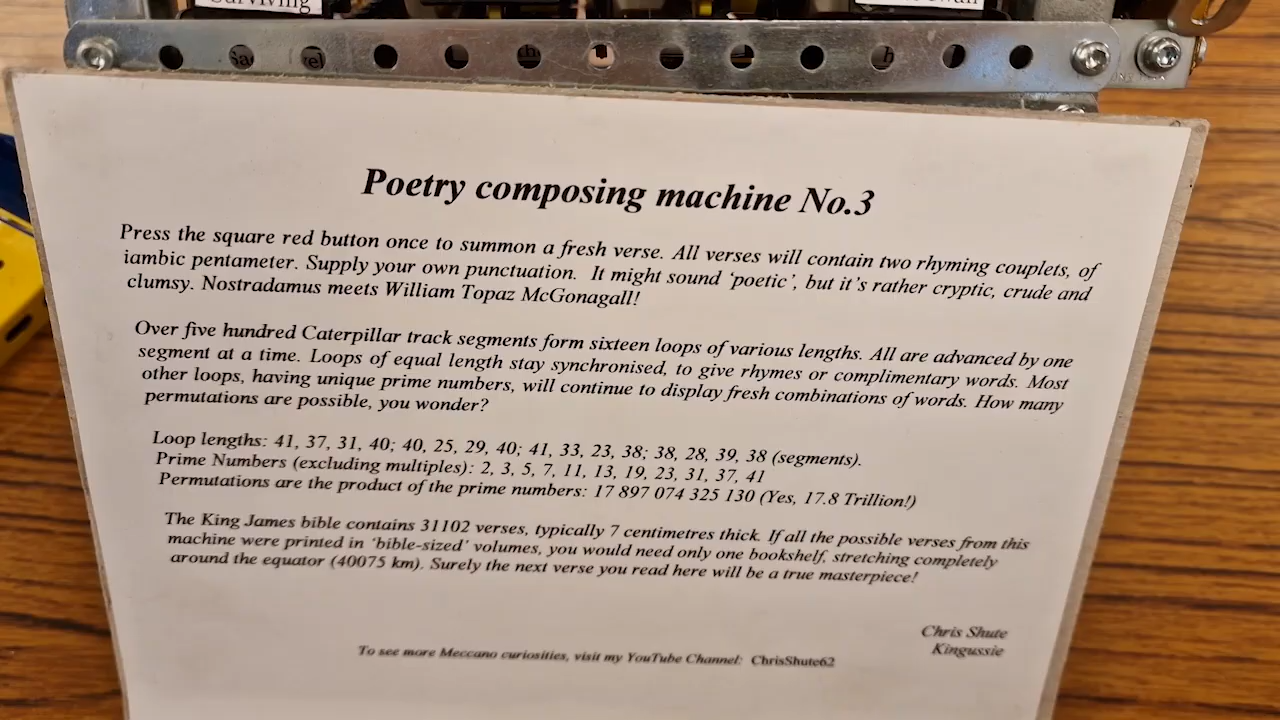 Surviving
Poetry composing machine No.3
Press the square red button once to summon a fresh verse. All verses will contain two rhyming couplets, of
iambic pentameter. Supply your own punctuation. It might sound 'poetic', but it's rather cryptic, crude and
clumsy. Nostradamus meets William Topaz McGonagall!
Over five hundred Caterpillar track segments form sixteen loops of various lengths. All are advanced by one
segment at a time. Loops of equal length stay synchronised, to give rhymes or complimentary words. Most
other loops, having unique prime numbers, will continue to display fresh combinations of words. How many
permutations are possible, you wonder?
Loop lengths: 41, 37, 31, 40; 40, 25, 29, 40; 41, 33, 23, 38; 38, 28, 39, 38 (segments).
Prime Numbers (excluding multiples): 2, 3, 5, 7, 11, 13, 19, 23, 31, 37, 41
Permutations are the product of the prime numbers: 17 897 074 325 130 (Yes, 17.8 Trillion!)
The King James bible contains 31102 verses, typically 7 centimetres thick. If all the possible verses from this
machine were printed in 'bible-sized' volumes, you would need only one bookshelf, stretching completely
around the equator (40075 km). Surely the next verse you read here will be a true masterpiece!
Chris Shute
Kingussie
To see more Meccano curiosities, visit my YouTube Channel: ChrisShute62